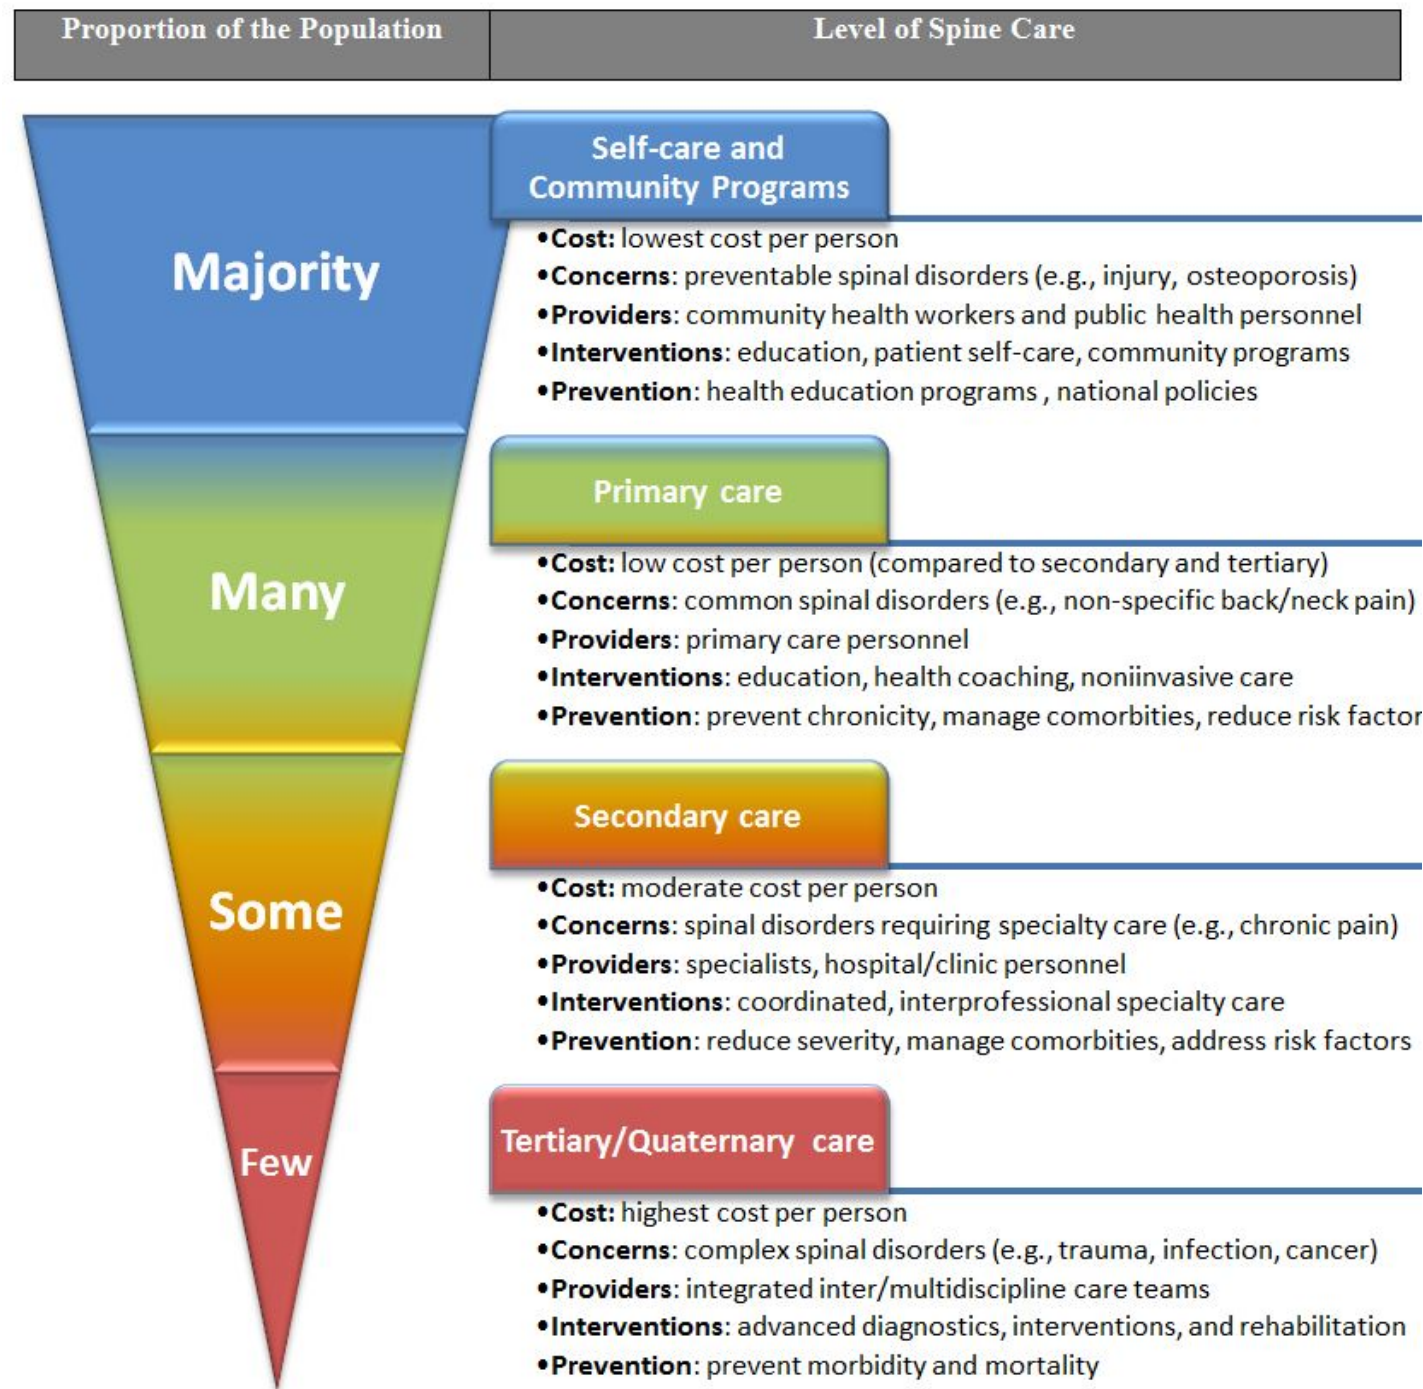 Proportion of the Population
Level of Spine Care
Majority
Self-care and
Community Programs
•Cost: lowest cost per person
•Concerns: preventable spinal disorders (e.g., injury, osteoporosis)
•Providers: community health workers and public health personnel
•Interventions: education, patient self-care, community programs
•Prevention: health education programs , national policies
Many
Primary care
•Cost: low cost per person (compared to secondary and tertiary)
•Concerns: common spinal disorders (e.g., non-specific back/neck pain)
•Providers: primary care personnel
•Interventions: education, health coaching, noniinvasive care
•Prevention: prevent chronicity, manage comorbities, reduce risk factor
Some
Secondary care
•Cost: moderate cost per person
•Concerns: spinal disorders requiring specialty care (e.g., chronic pain)
•Providers: specialists, hospital/clinic personnel
•Interventions: coordinated, interprofessional specialty care
•Prevention: reduce severity, manage comorbities, address risk factors
Few
Tertiary/Quaternary care
•Cost: highest cost per person
•Concerns: complex spinal disorders (e.g., trauma, infection, cancer)
•Providers: integrated inter/multidiscipline care teams
•Interventions: advanced diagnostics, interventions, and rehabilitation
•Prevention: prevent morbidity and mortality